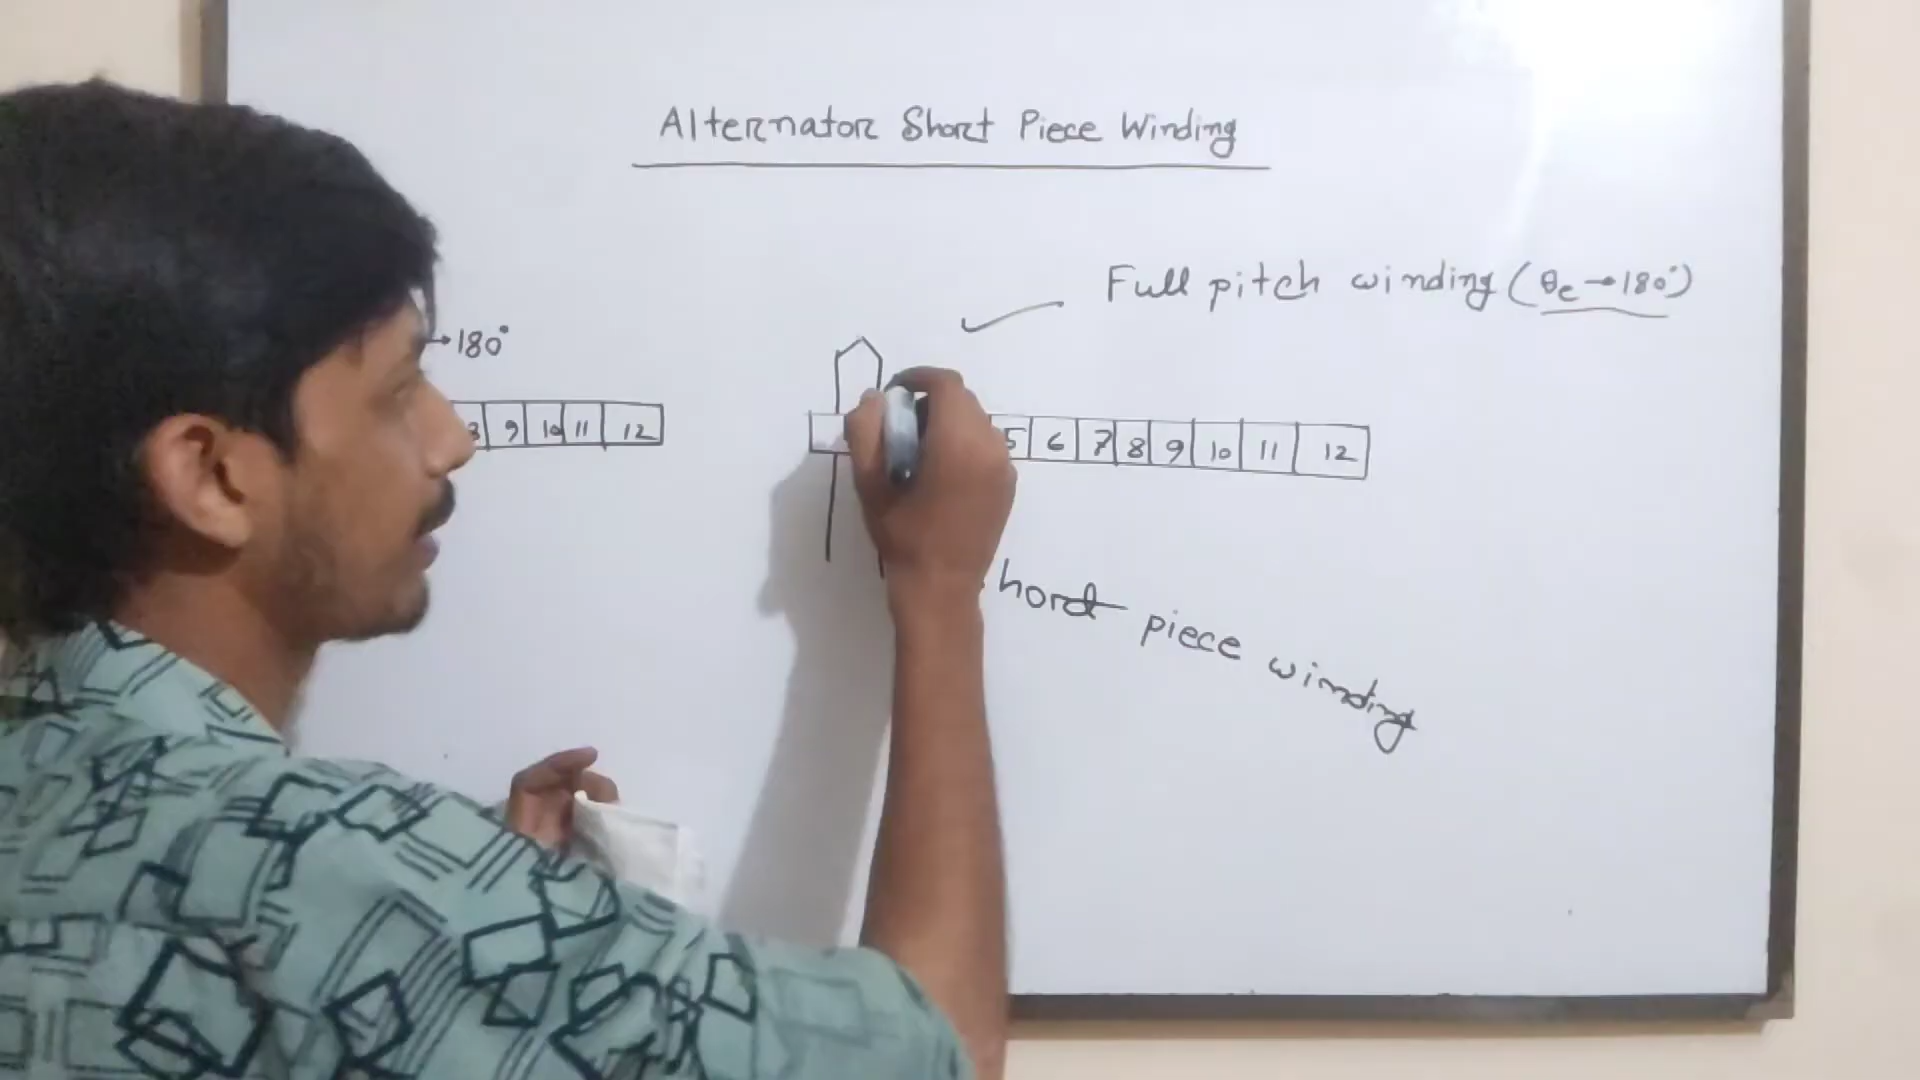 Alternator Short Piece Winding
Full pitch winding (θe→180°)
→180°
9 10 11 12
5 6 7 8 9 10 11 12
piece winding